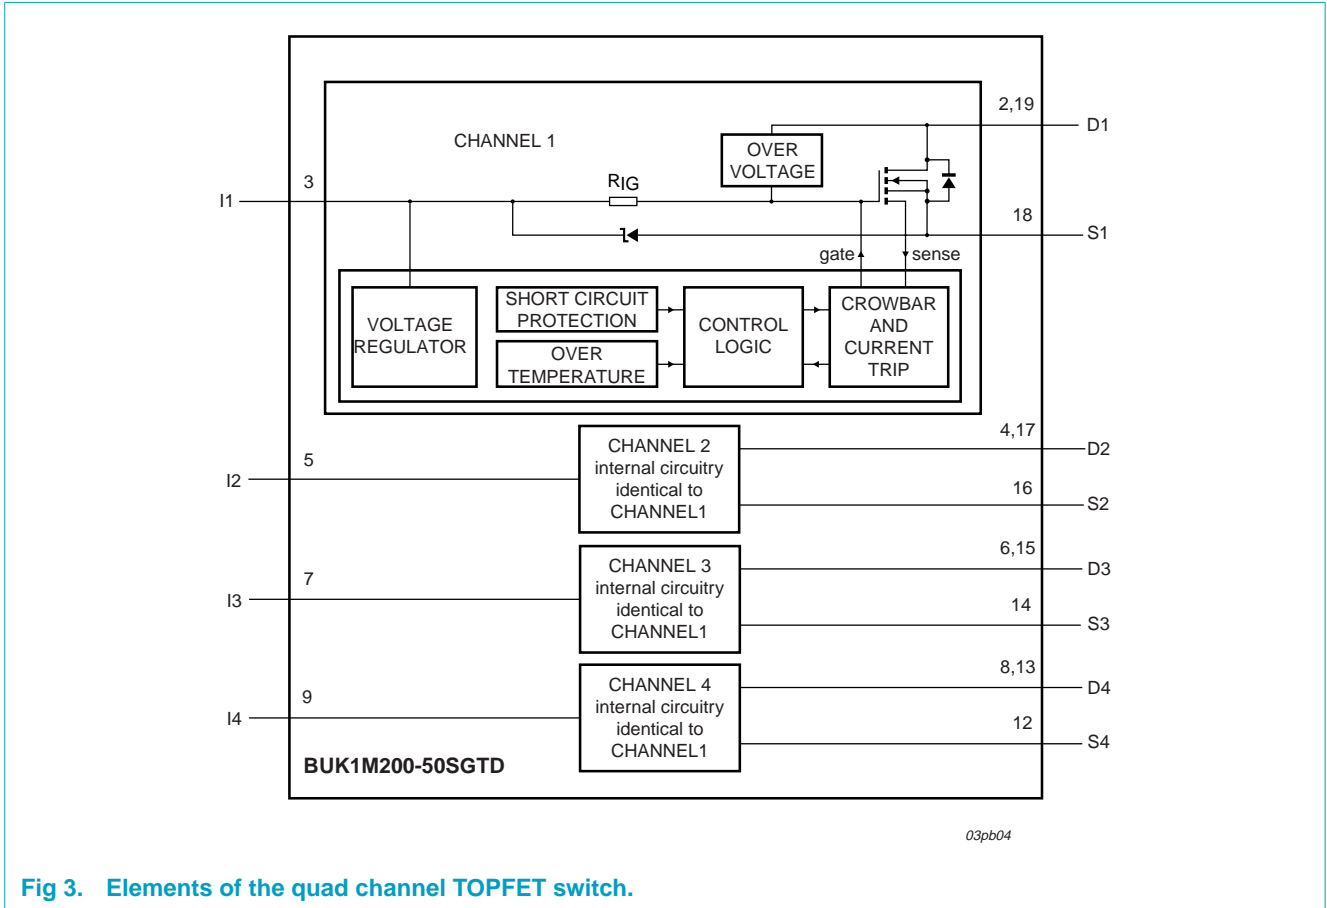 2,19
D1
CHANNEL 1
OVER
VOLTAGE
3
RIG
I1
18
S1
gate
sense
VOLTAGE
REGULATOR
SHORT CIRCUIT
PROTECTION
OVER
TEMPERATURE
CONTROL
LOGIC
CROWBAR
AND
CURRENT
TRIP
4,17
D2
5
I2
CHANNEL 2
internal circuitry
identical to
CHANNEL1
16
S2
6,15
D3
7
I3
CHANNEL 3
internal circuitry
identical to
CHANNEL1
14
S3
8,13
D4
9
I4
CHANNEL 4
internal circuitry
identical to
CHANNEL1
12
S4
BUK1M200-50SGTD
03pb04
Fig 3. Elements of the quad channel TOPFET switch.